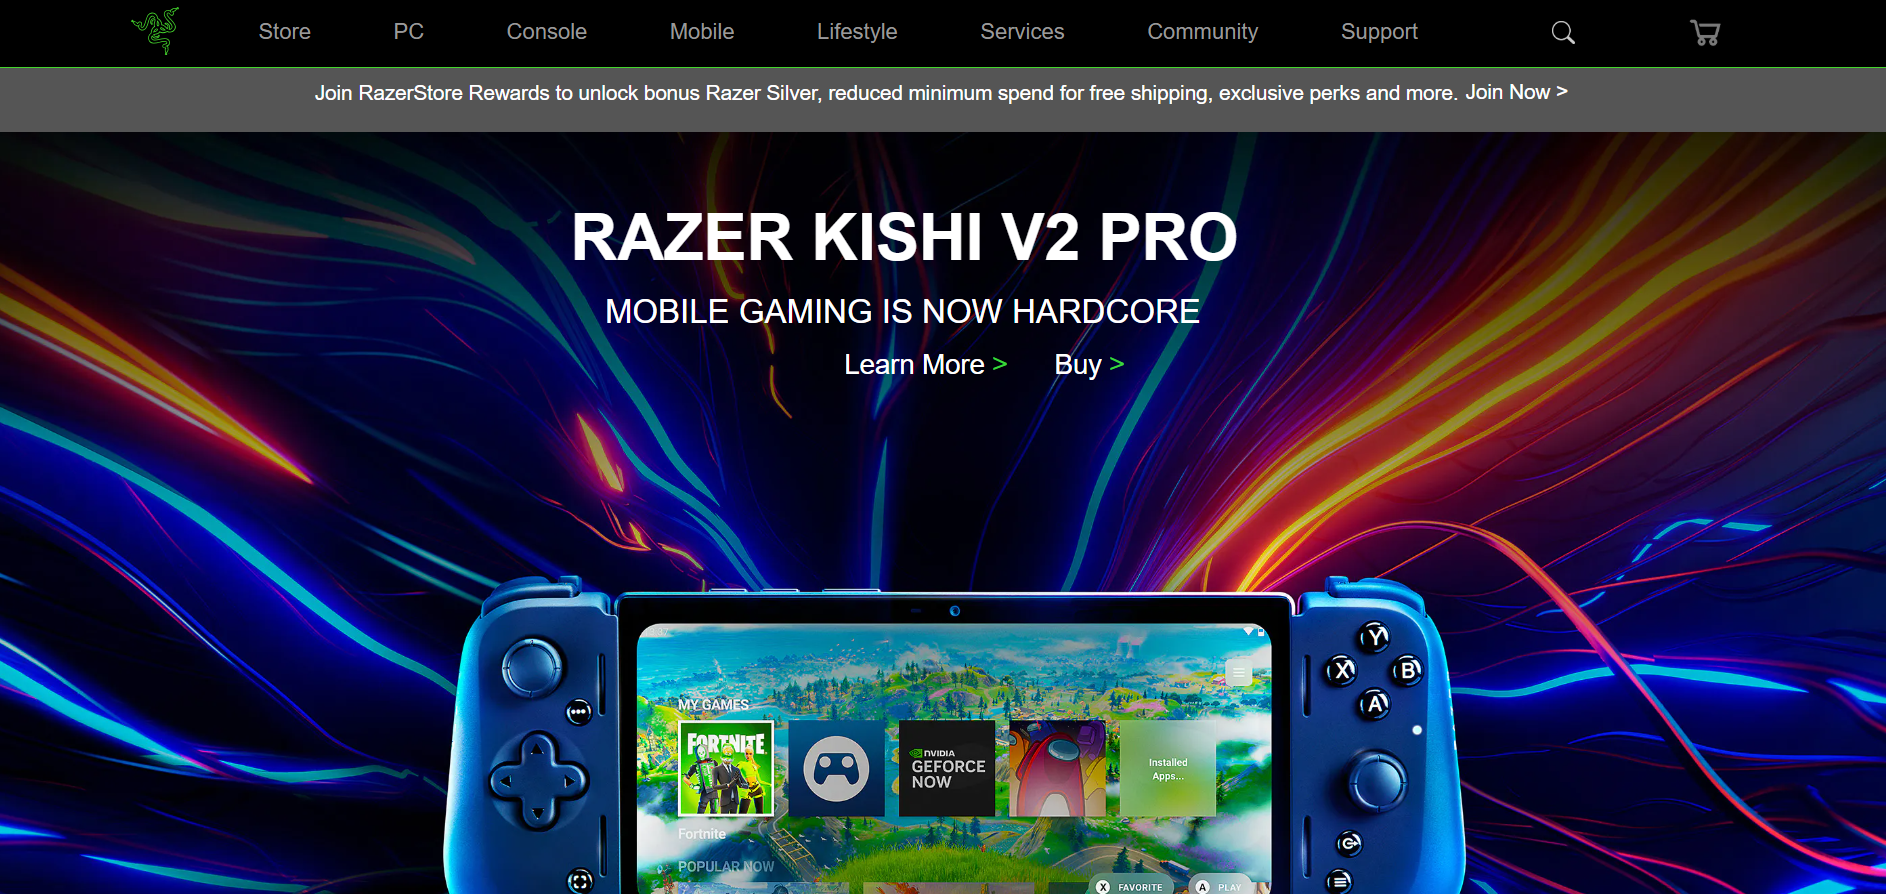 Store PC Console Mobile Lifestyle Services Community Support
Join RazerStore Rewards to unlock bonus Razer Silver, reduced minimum spend for free shipping, exclusive perks and more. Join Now >
RAZER KISHI V2 PRO
MOBILE GAMING IS NOW HARDCORE
Learn More > Buy >
Y
X B
A
MY GAMES
FORTNITE
NVIDIA
GEFORCE
NOW
Installed
Apps...
Fortnite
POPULAR NOW
X FAVORITE A PLAY